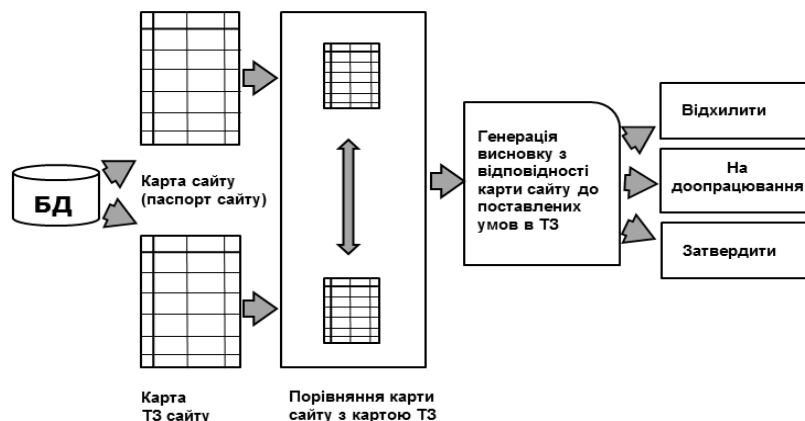 БД
Карта сайту
(паспорт сайту)
Карта
ТЗ сайту
Порівняння карти
сайту з картою ТЗ
Генерація
висновку з
відповідності
карти сайту до
поставлених
умов в ТЗ
Відхилити
На
доопрацювання
Затвердити